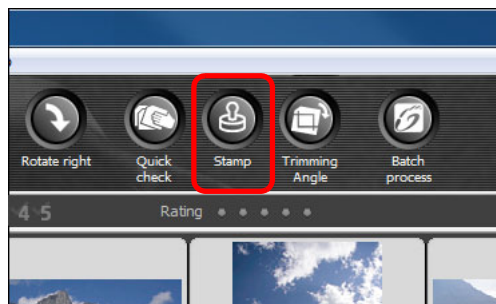 Rotate right
Quick check
Stamp
Trimming Angle
Batch process
4 5
Rating